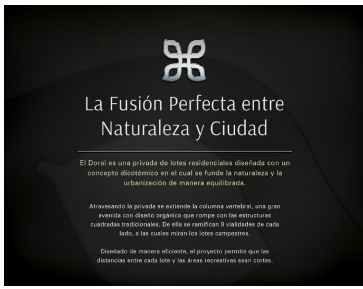 La Fusión Perfecta entre
Naturaleza y Ciudad
El Doral es una privada de lotes residenciales diseñada con un
concepto dicotómico en el cual se funde la naturaleza y la
urbanización de manera equilibrada.
Atravesando la privada se extiende la columna vertebral, una gran
avenida con diseño orgánico que rompe con las estructuras
cuadradas tradicionales. De ella se ramifican 9 vialidades de cada
lado, a las cuales miran los lotes campestres.
Diseñado de manera eficiente, el proyecto permite que las
distancias entre cada lote y las áreas recreativas sean cortas.